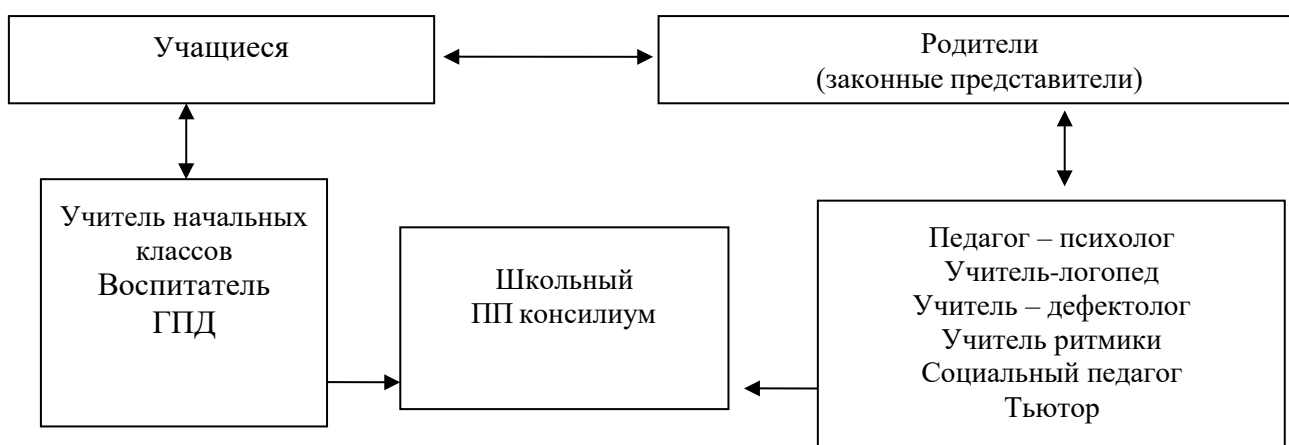 Учащиеся
Родители
(законные представители)
Учитель начальных
классов
Воспитатель
ГПД
Школьный
ПП консилиум
Педагог – психолог
Учитель-логопед
Учитель – дефектолог
Учитель ритмики
Социальный педагог
Тьютор